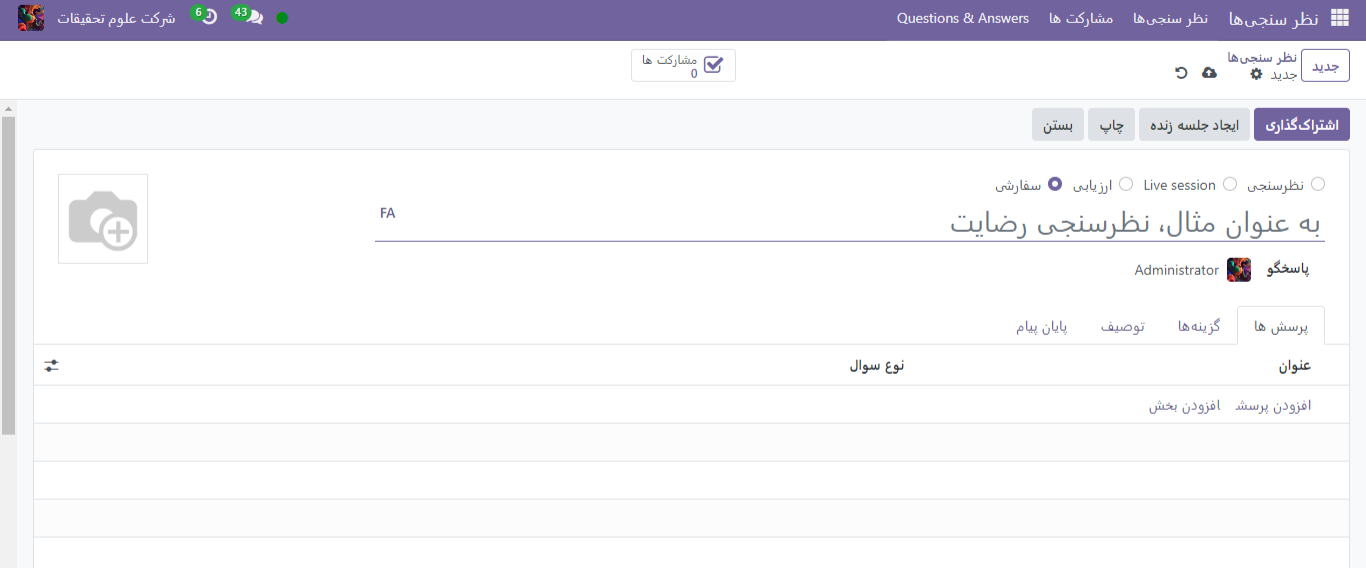 نظر سنجی‌ها نظر سنجی‌ها مشارکت ها Questions & Answers 43 6 شرکت علوم تحقیقات
جدید نظر سنجی‌ها
جدید
مشارکت ها
0
اشتراک‌گذاری ایجاد جلسه زنده چاپ بستن
نظرسنجی Live session ارزیابی سفارشی
به عنوان مثال، نظرسنجی رضایت FA
پاسخگو Administrator
پرسش ها گزینه‌ها توصیف پایان پیام
عنوان نوع سوال
افزودن پرسش افزودن بخش